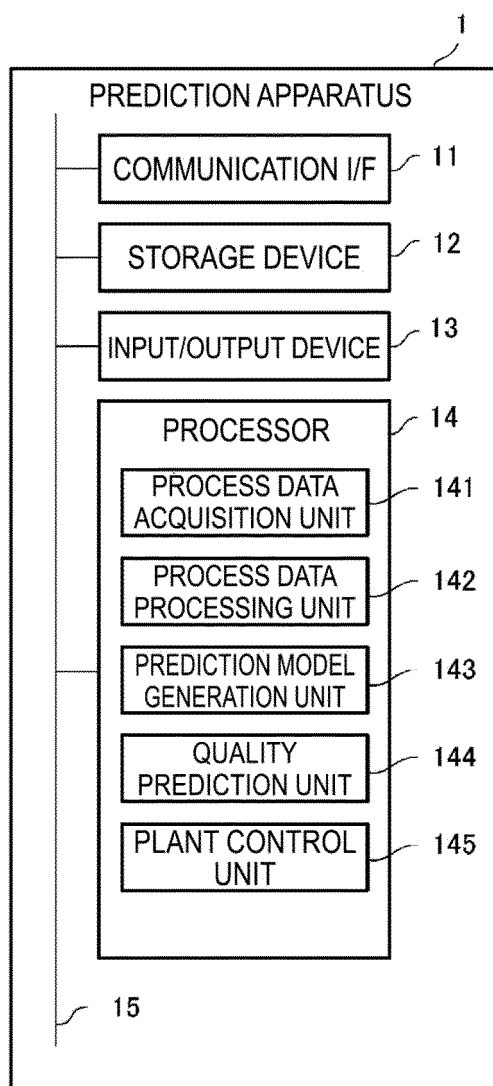 1
PREDICTION APPARATUS
COMMUNICATION I/F
11
STORAGE DEVICE
12
INPUT/OUTPUT DEVICE
13
PROCESSOR
14
PROCESS DATA
ACQUISITION UNIT
141
PROCESS DATA
PROCESSING UNIT
142
PREDICTION MODEL
GENERATION UNIT
143
QUALITY
PREDICTION UNIT
144
PLANT CONTROL
UNIT
145
15